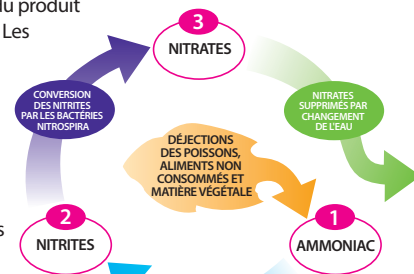 du produit
Les
3
NITRATES
CONVERSION
DES NITRITES
PAR LES BACTÉRIES
NITROSPIRA
NITRATES
SUPPRIMÉS PAR
CHANGEMENT
DE L'EAU
DÉJECTIONS
DES POISSONS,
ALIMENTS NON
CONSOMMÉS ET
MATIÈRE VÉGÉTALE
s
2
NITRITES
1
AMMONIAC